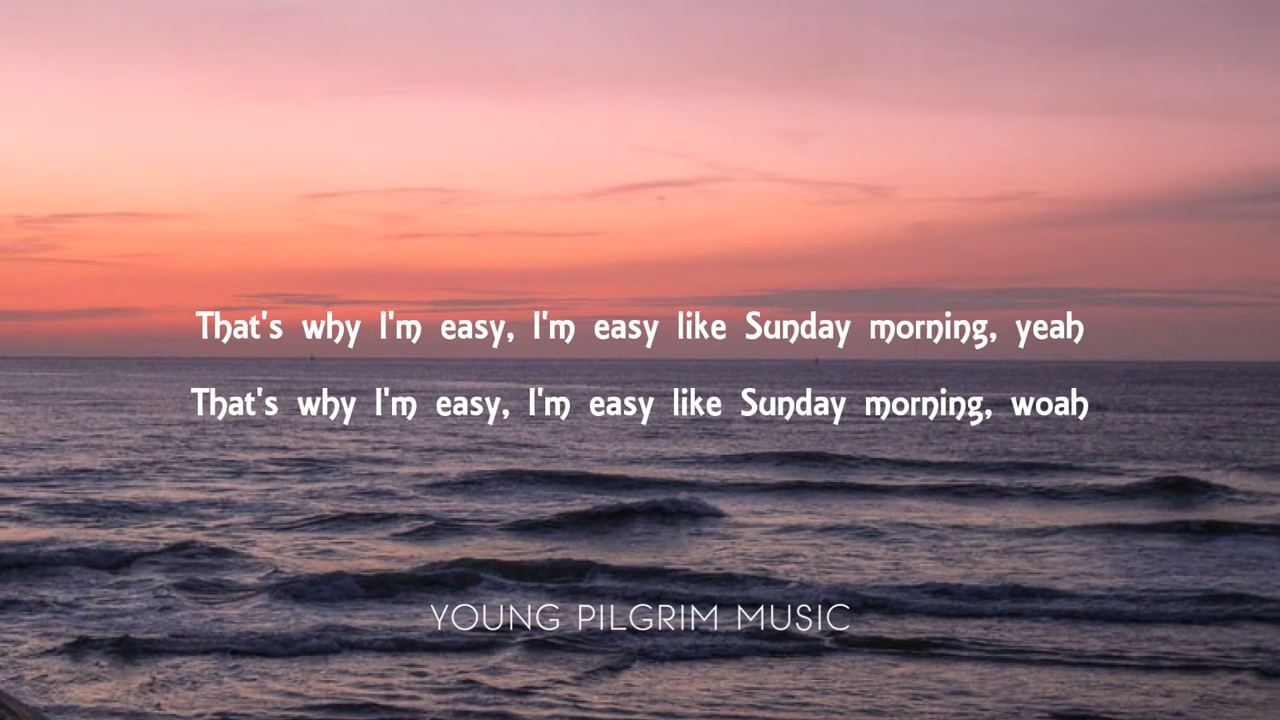 That's why I'm easy, I'm easy like Sunday morning, yeah
That's why I'm easy, I'm easy like Sunday morning, woah
YOUNG PILGRIM MUSIC